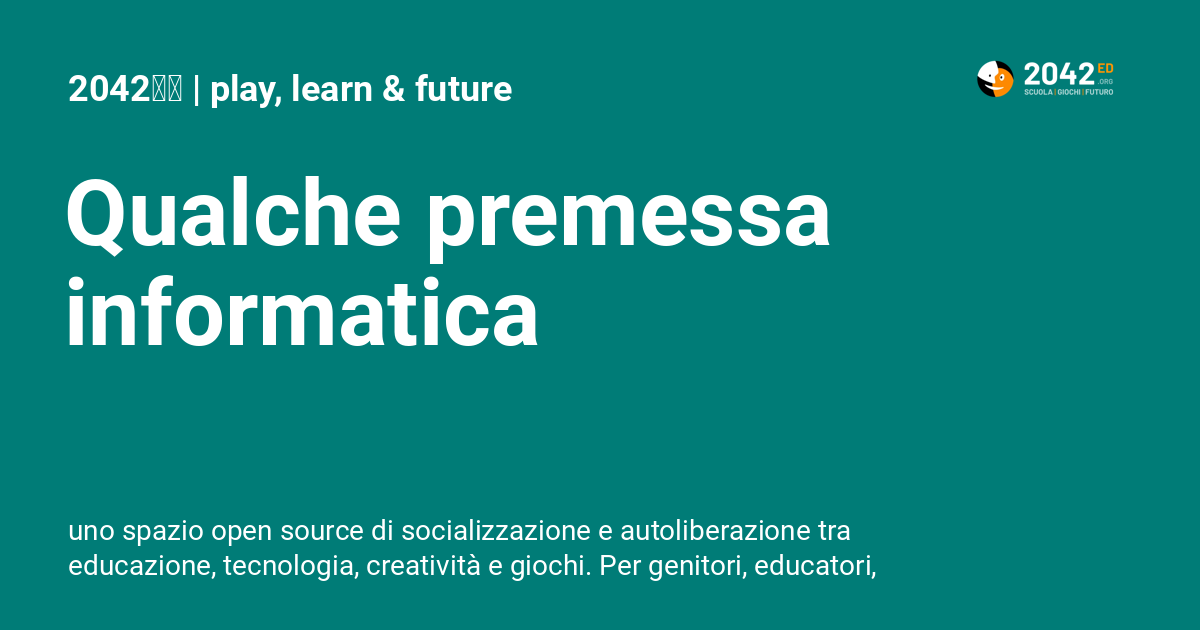 2042 | play, learn & future
2042 ED
.ORG
SCUOLA | GIOCHI | FUTURO
Qualche premessa
informatica
uno spazio open source di socializzazione e autoliberazione tra
educazione, tecnologia, creatività e giochi. Per genitori, educatori,